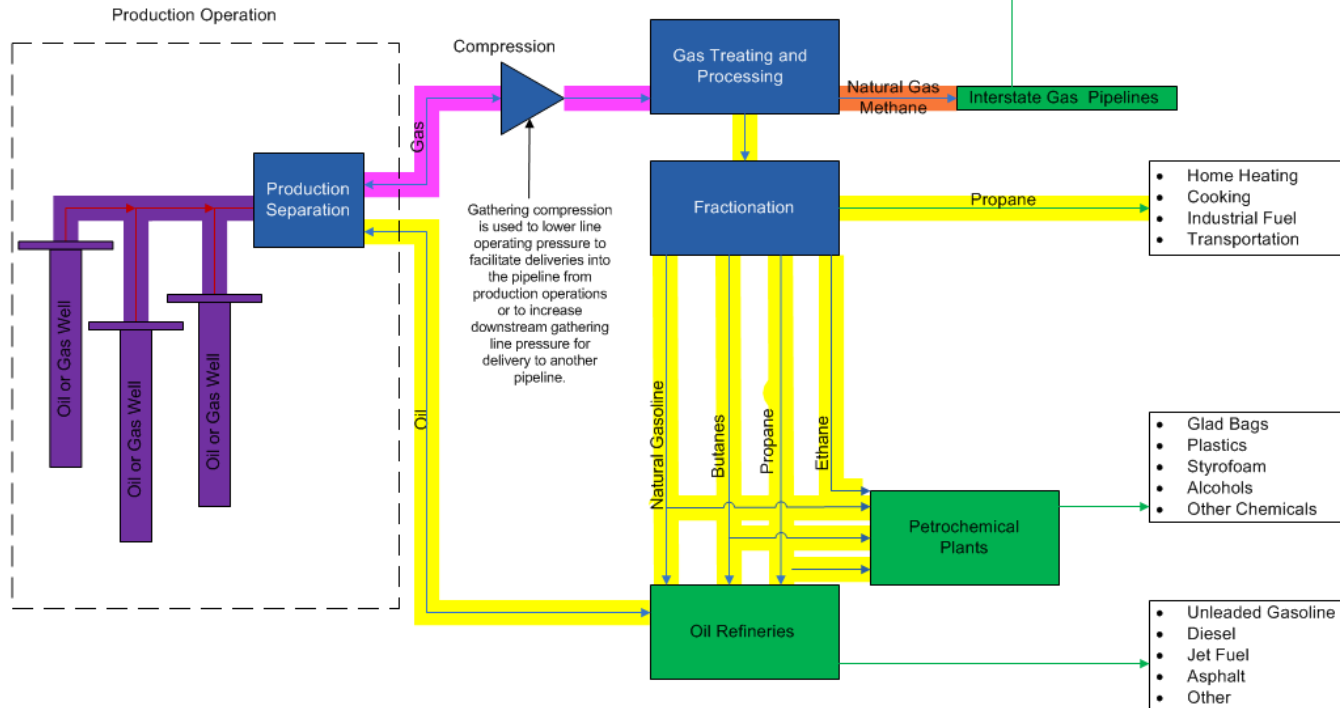 Production Operation
Compression
Gas Treating and
Processing
Natural Gas
Methane
Interstate Gas Pipelines
Gas
Production
Separation
Fractionation
Propane
• Home Heating
• Cooking
• Industrial Fuel
• Transportation
Gathering compression
is used to lower line
operating pressure to
facilitate deliveries into
the pipeline from
production operations
or to increase
downstream gathering
line pressure for
delivery to another
pipeline.
Oil or Gas Well
Oil or Gas Well
Oil or Gas Well
Oil
Natural Gasoline
Butanes
Propane
Ethane
• Glad Bags
• Plastics
• Styrofoam
• Alcohols
• Other Chemicals
Petrochemical
Plants
Oil Refineries
• Unleaded Gasoline
• Diesel
• Jet Fuel
• Asphalt
• Other